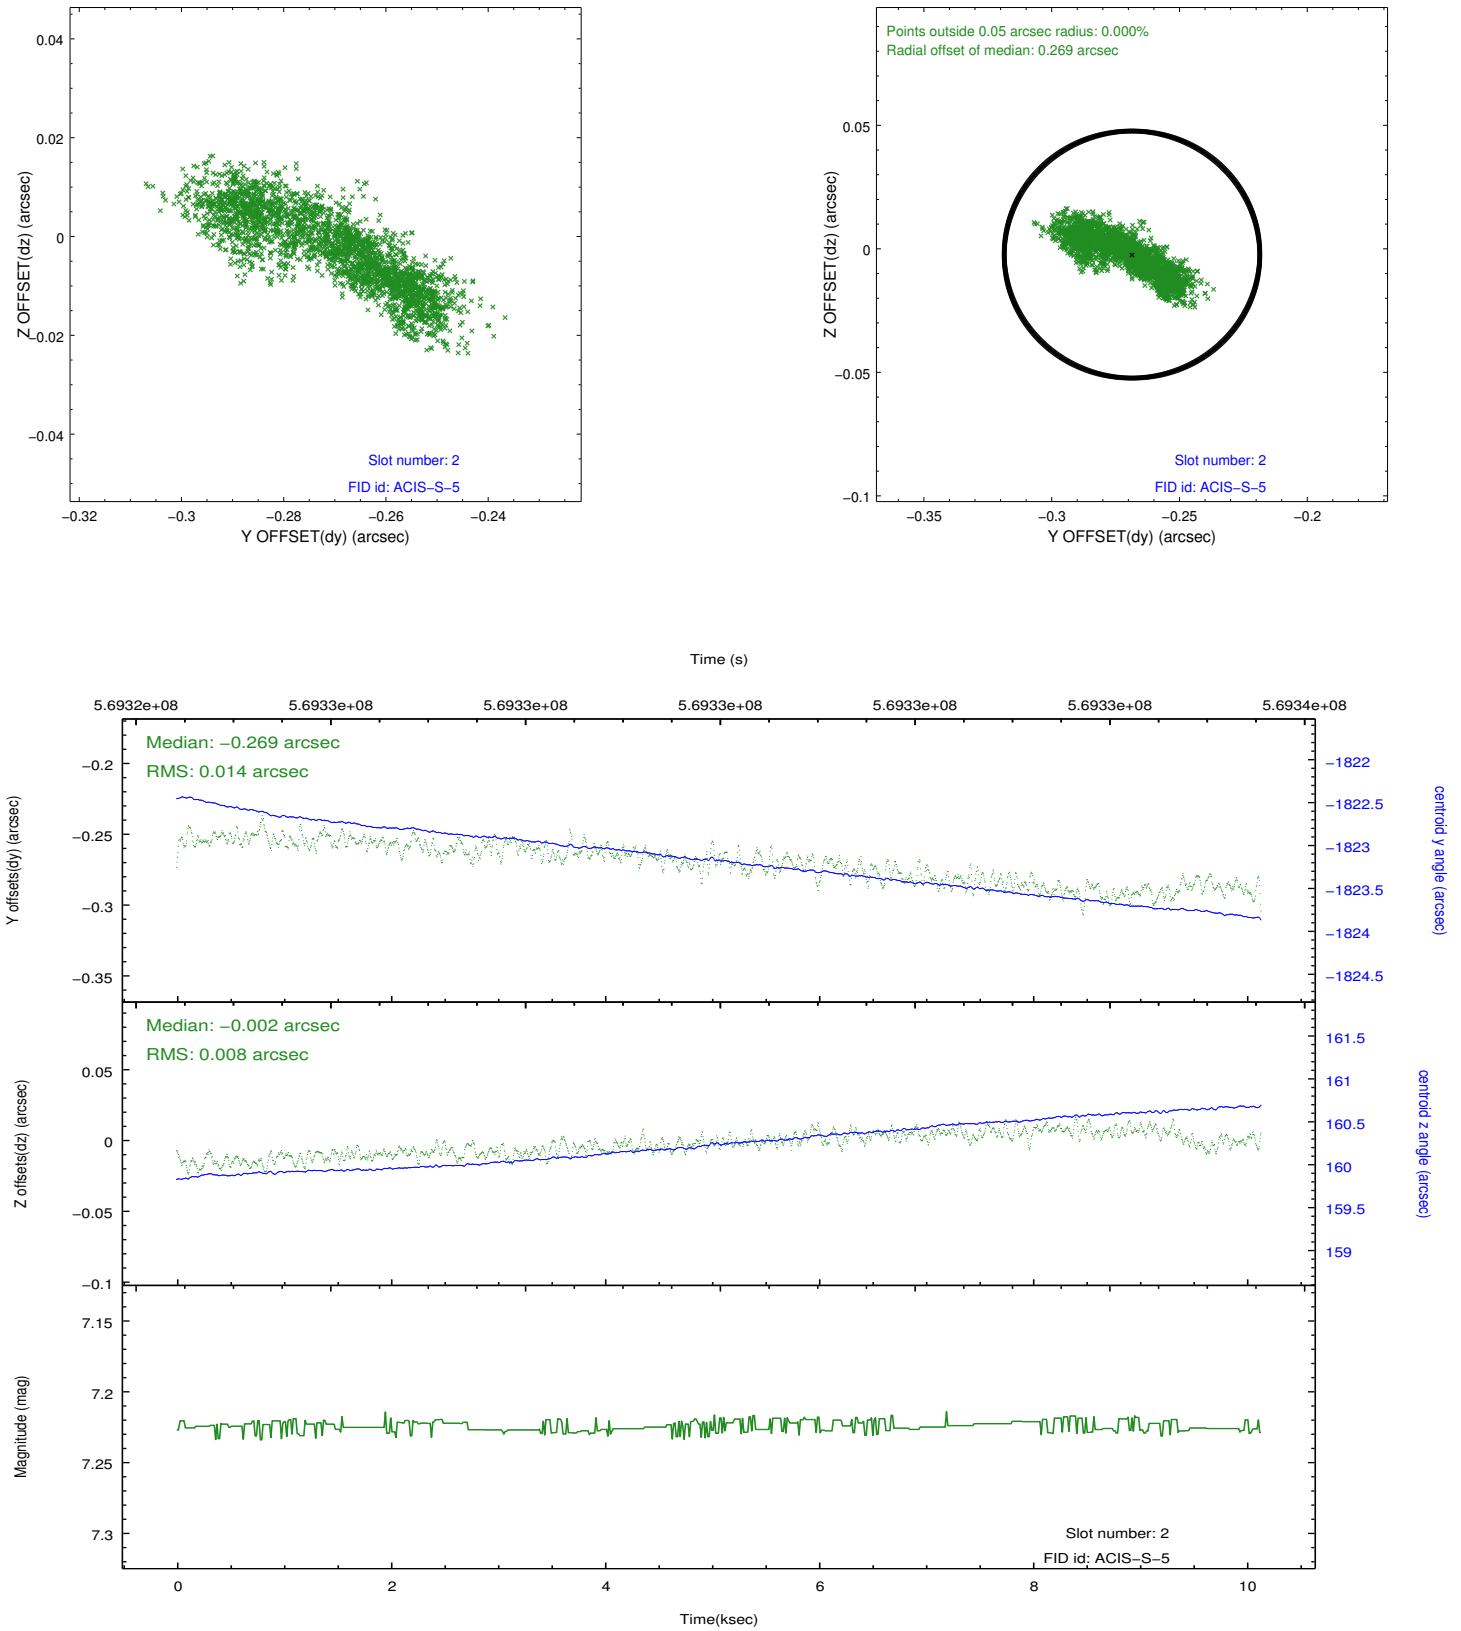 0.04
0.02
0
−0.02
−0.04
Z OFFSET(dz) (arcsec)
Slot number: 2
FID id: ACIS−S−5
−0.32
−0.3
−0.28
−0.26
−0.24
Y OFFSET(dy) (arcsec)
Points outside 0.05 arcsec radius: 0.000%
Radial offset of median: 0.269 arcsec
0.05
0
−0.05
−0.1
Z OFFSET(dz) (arcsec)
Slot number: 2
FID id: ACIS−S−5
−0.35
−0.3
−0.25
−0.2
Y OFFSET(dy) (arcsec)
Time (s)
5.6932e+08
5.6933e+08
5.6933e+08
5.6933e+08
5.6933e+08
5.6933e+08
5.6934e+08
Median: −0.269 arcsec
RMS: 0.014 arcsec
−0.2
−0.25
−0.3
−0.35
Y offsets(dy) (arcsec)
−1822
−1822.5
−1823
−1823.5
−1824
−1824.5
centroid y angle (arcsec)
Median: −0.002 arcsec
RMS: 0.008 arcsec
0.05
0
−0.05
−0.1
Z offsets(dz) (arcsec)
161.5
161
160.5
160
159.5
159
centroid z angle (arcsec)
7.15
7.2
7.25
7.3
Magnitude (mag)
Slot number: 2
FID id: ACIS−S−5
0
2
4
6
8
10
Time(ksec)